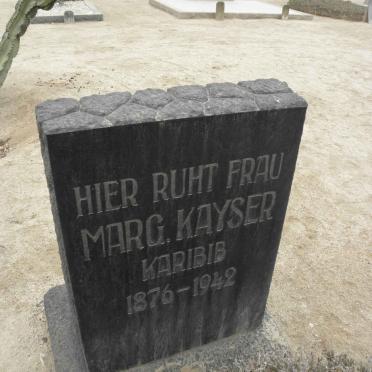 HIER RUHT FRAU
MARG. KAYSER
KARIBIB
1876-1942